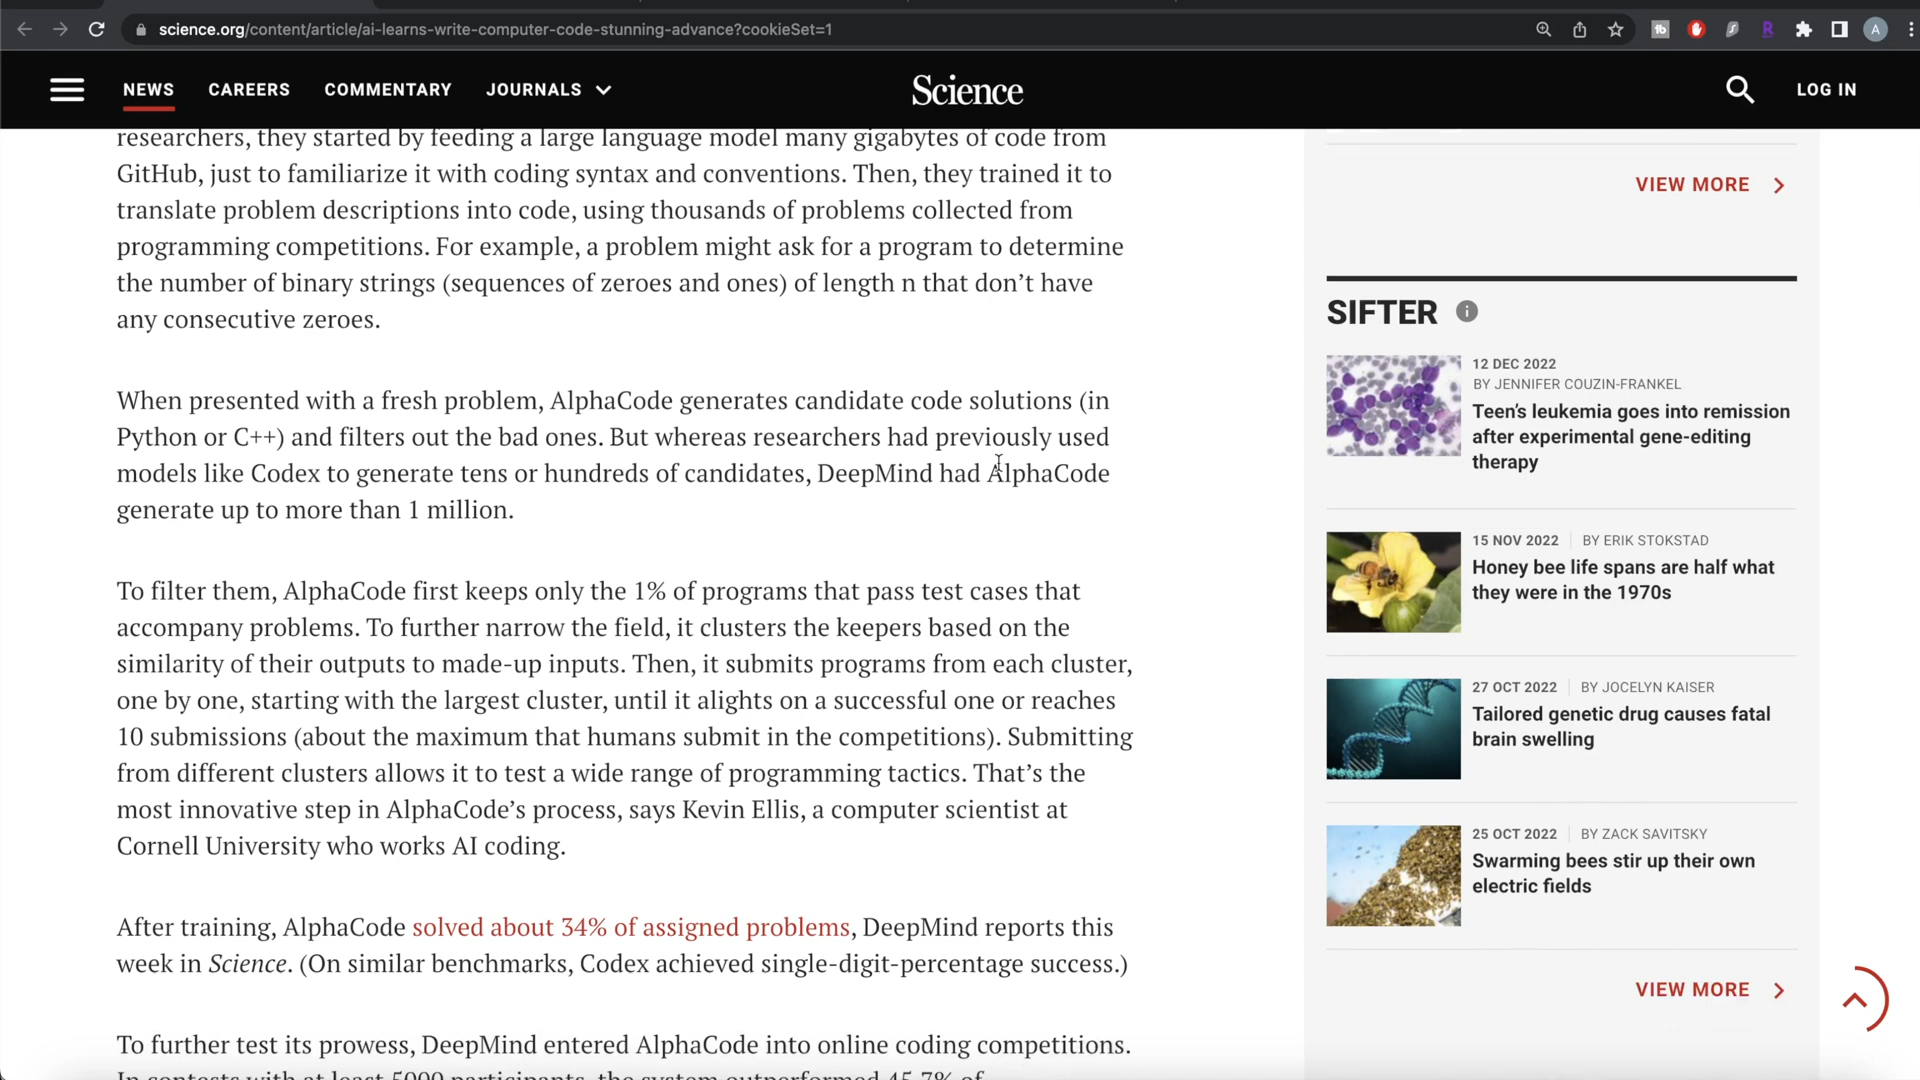 science.org/content/article/ai-learns-write-computer-code-stunning-advance?cookieSet=1
tb
R
A
NEWS
CAREERS
COMMENTARY
JOURNALS
Science
LOG IN
researchers, they started by feeding a large language model many gigabytes of code from
GitHub, just to familiarize it with coding syntax and conventions. Then, they trained it to
translate problem descriptions into code, using thousands of problems collected from
programming competitions. For example, a problem might ask for a program to determine
the number of binary strings (sequences of zeroes and ones) of length n that don’t have
any consecutive zeroes.
When presented with a fresh problem, AlphaCode generates candidate code solutions (in
Python or C++) and filters out the bad ones. But whereas researchers had previously used
models like Codex to generate tens or hundreds of candidates, DeepMind had AlphaCode
generate up to more than 1 million.
To filter them, AlphaCode first keeps only the 1% of programs that pass test cases that
accompany problems. To further narrow the field, it clusters the keepers based on the
similarity of their outputs to made-up inputs. Then, it submits programs from each cluster,
one by one, starting with the largest cluster, until it alights on a successful one or reaches
10 submissions (about the maximum that humans submit in the competitions). Submitting
from different clusters allows it to test a wide range of programming tactics. That’s the
most innovative step in AlphaCode’s process, says Kevin Ellis, a computer scientist at
Cornell University who works AI coding.
After training, AlphaCode solved about 34% of assigned problems, DeepMind reports this
week in Science. (On similar benchmarks, Codex achieved single-digit-percentage success.)
To further test its prowess, DeepMind entered AlphaCode into online coding competitions.
In contests with at least 5000 participants, the system outperformed 45.7% of
VIEW MORE
SIFTER
i
12 DEC 2022
BY JENNIFER COUZIN-FRANKEL
Teen’s leukemia goes into remission
after experimental gene-editing
therapy
15 NOV 2022
BY ERIK STOKSTAD
Honey bee life spans are half what
they were in the 1970s
27 OCT 2022
BY JOCELYN KAISER
Tailored genetic drug causes fatal
brain swelling
25 OCT 2022
BY ZACK SAVITSKY
Swarming bees stir up their own
electric fields
VIEW MORE